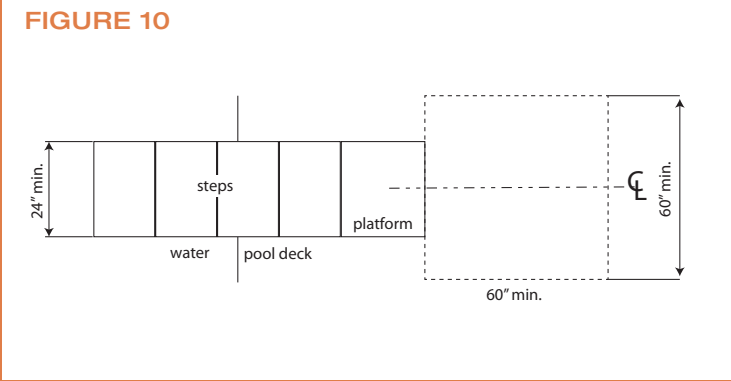 FIGURE 10
24" min.
steps
platform
water
pool deck
℄
60" min.
60" min.